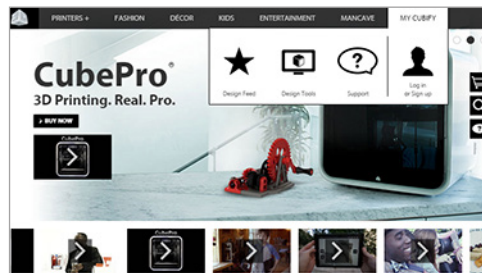 PRINTERS +
FASHION
DÉCOR
KIDS
ENTERTAINMENT
MANCAVE
MY CUBIFY
CubePro®
3D Printing. Real. Pro.
› BUY NOW
CubePro
Design Feed
Design Tools
Support
Log in
or Sign up
CubePro